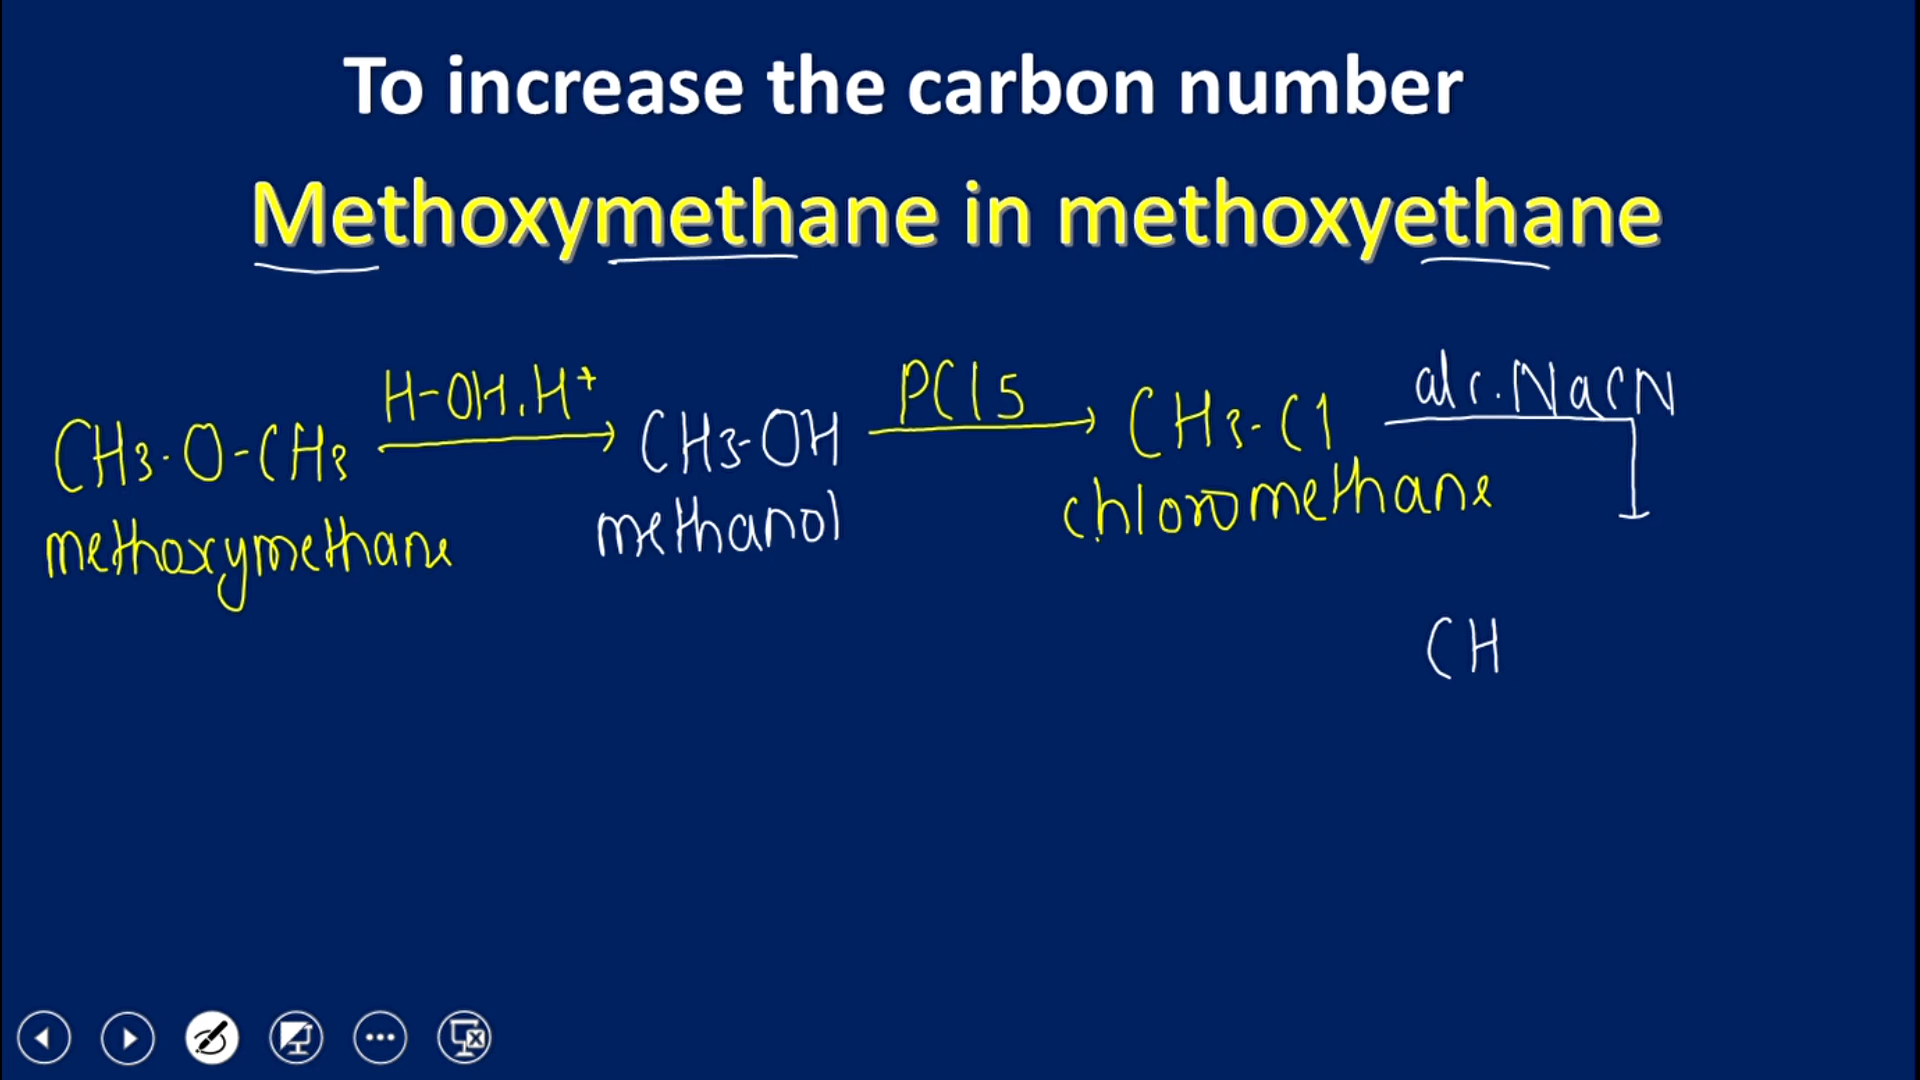 To increase the carbon number
Methoxymethane in methoxyethane
CH3-O-CH3 H-OH, H+ CH3-OH PCl5 CH3-Cl alc. NaCN
methoxymethane methanol chloromethane
CH